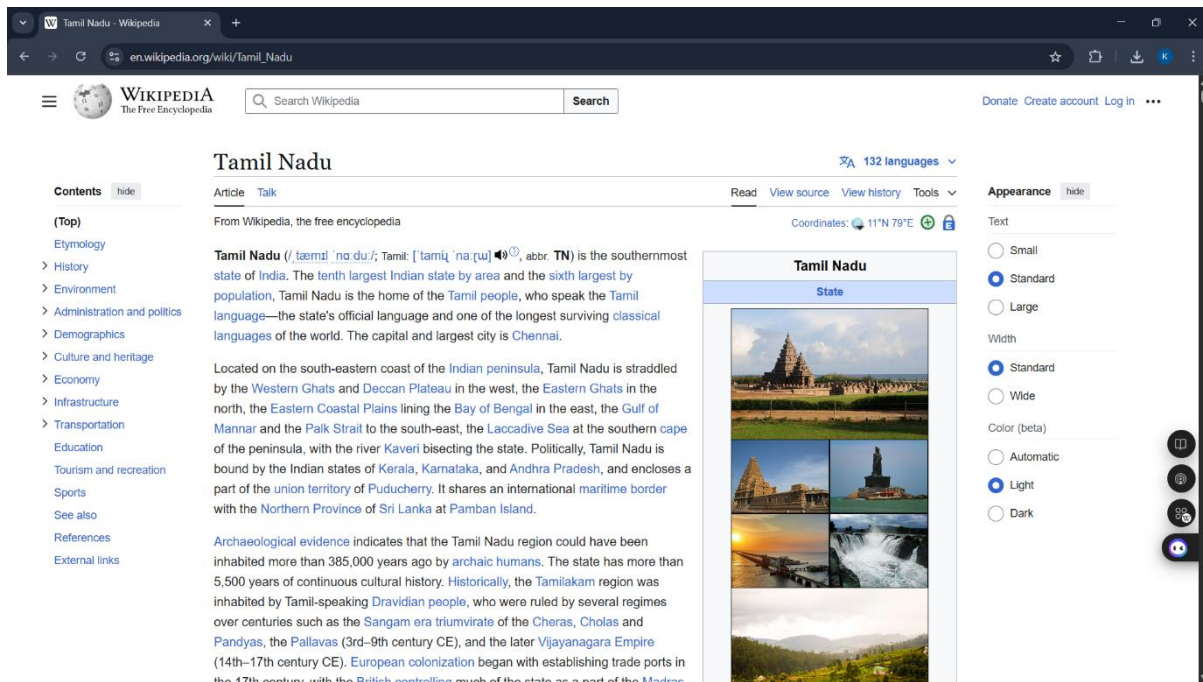 Tamil Nadu - Wikipedia
en.wikipedia.org/wiki/Tamil_Nadu
K
WIKIPEDIA
The Free Encyclopedia
Search Wikipedia
Search
Donate Create account Log in
Tamil Nadu
132 languages
Contents hide
(Top)
Etymology
History
Environment
Administration and politics
Demographics
Culture and heritage
Economy
Infrastructure
Transportation
Education
Tourism and recreation
Sports
See also
References
External links
Article Talk
Read View source View history Tools
From Wikipedia, the free encyclopedia
Coordinates: 11°N 79°E
Tamil Nadu (/ˌtæmɪl ˈnɑːduː/; Tamil: [ˈtamiɻ ˈnaːɽɯ], abbr. TN) is the southernmost
state of India. The tenth largest Indian state by area and the sixth largest by
population, Tamil Nadu is the home of the Tamil people, who speak the Tamil
language—the state's official language and one of the longest surviving classical
languages of the world. The capital and largest city is Chennai.
Located on the south-eastern coast of the Indian peninsula, Tamil Nadu is straddled
by the Western Ghats and Deccan Plateau in the west, the Eastern Ghats in the
north, the Eastern Coastal Plains lining the Bay of Bengal in the east, the Gulf of
Mannar and the Palk Strait to the south-east, the Laccadive Sea at the southern cape
of the peninsula, with the river Kaveri bisecting the state. Politically, Tamil Nadu is
bound by the Indian states of Kerala, Karnataka, and Andhra Pradesh, and encloses a
part of the union territory of Puducherry. It shares an international maritime border
with the Northern Province of Sri Lanka at Pamban Island.
Archaeological evidence indicates that the Tamil Nadu region could have been
inhabited more than 385,000 years ago by archaic humans. The state has more than
5,500 years of continuous cultural history. Historically, the Tamilakam region was
inhabited by Tamil-speaking Dravidian people, who were ruled by several regimes
over centuries such as the Sangam era triumvirate of the Cheras, Cholas and
Pandyas, the Pallavas (3rd–9th century CE), and the later Vijayanagara Empire
(14th–17th century CE). European colonization began with establishing trade ports in
the 17th century, with the British controlling much of the state as a part of the Madras
Tamil Nadu
State
Appearance hide
Text
Small
Standard
Large
Width
Standard
Wide
Color (beta)
Automatic
Light
Dark